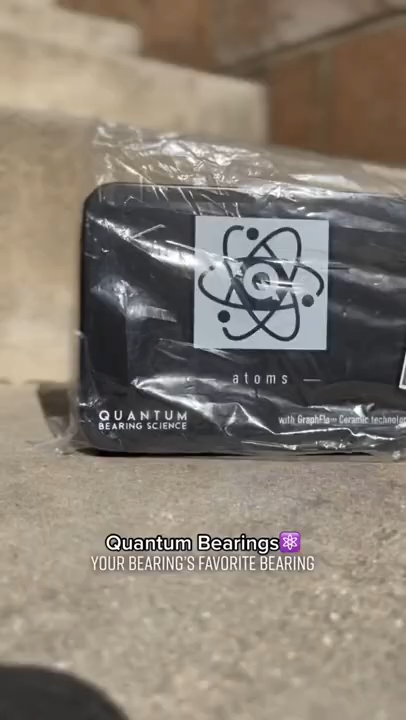 Q
atoms —
QUANTUM
BEARING SCIENCE
with GraphFlo— Ceramic technolog
Quantum Bearings⚛️
YOUR BEARING'S FAVORITE BEARING